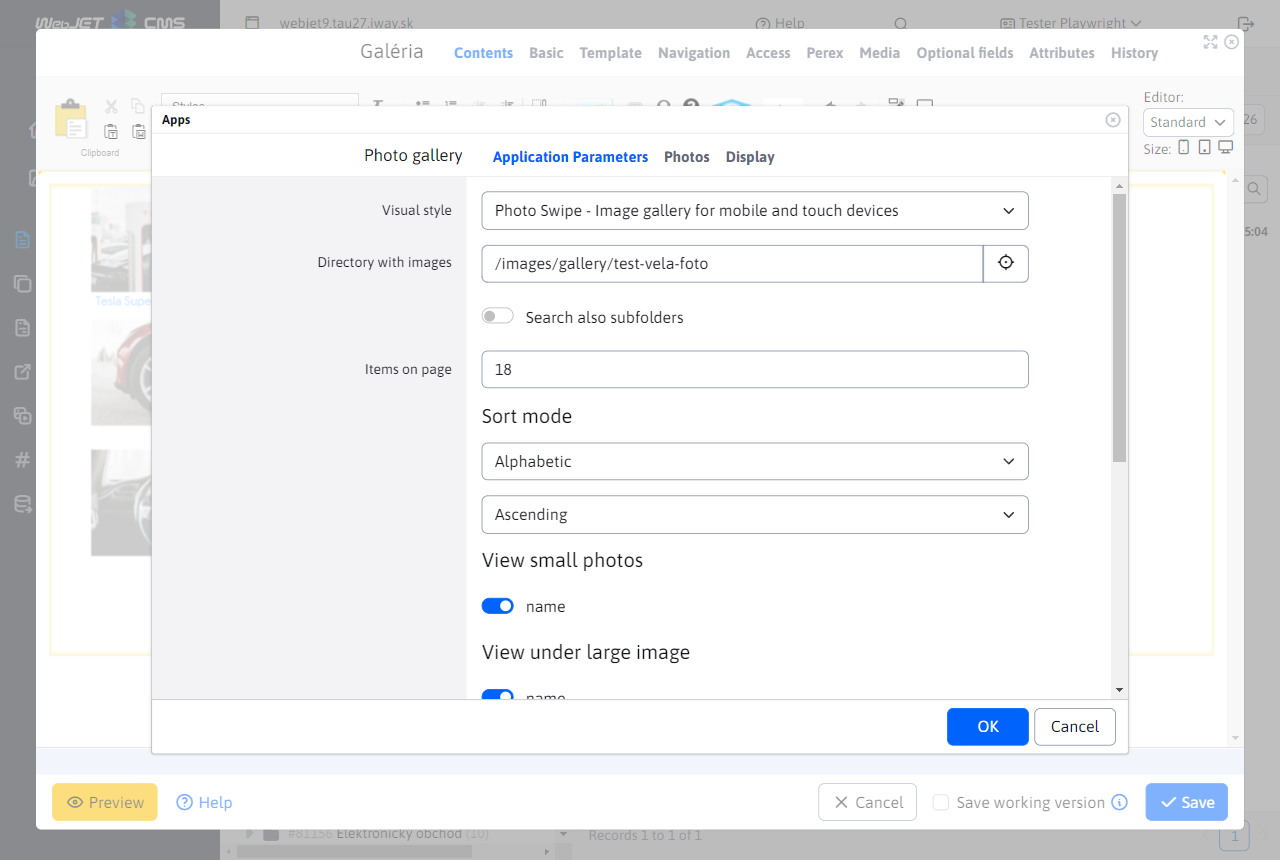 WebJET CMS
webjet9.tau27.iway.sk
Help
Tester Playwright
Galéria
Contents Basic Template Navigation Access Perex Media Optional fields Attributes History
Styles
Clipboard
Editor:
Standard
Size:
26
5:04
Tesla Supe
Apps
Photo gallery
Application Parameters Photos Display
Visual style
Photo Swipe - Image gallery for mobile and touch devices
Directory with images
/images/gallery/test-vela-foto
Search also subfolders
Items on page
18
Sort mode
Alphabetic
Ascending
View small photos
name
View under large image
name
OK
Cancel
Preview
Help
Cancel
Save working version
Save
#81156 Elektronický obchod (10)
Records 1 to 1 of 1
1